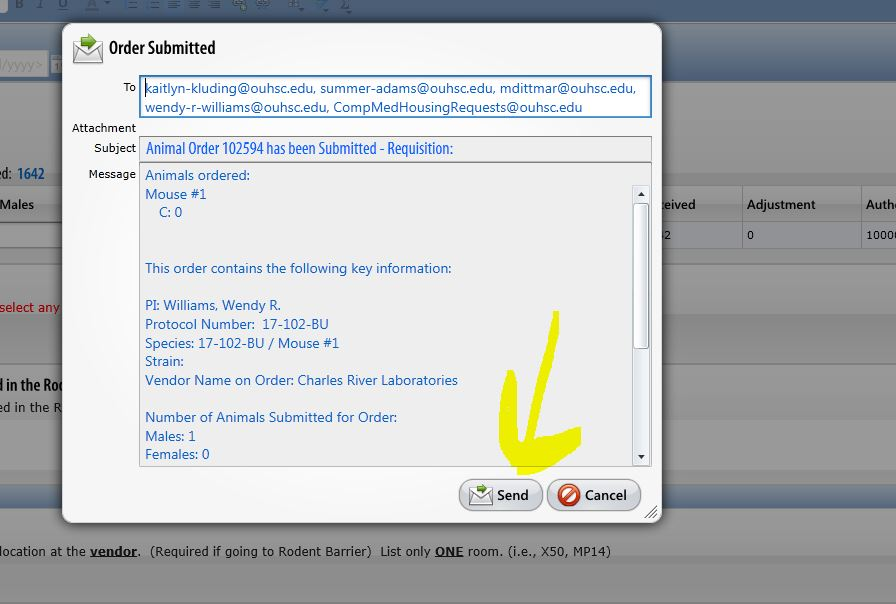 /yyyy>
Order Submitted
To
kaitlyn-kluding@ouhsc.edu, summer-adams@ouhsc.edu, mdittmar@ouhsc.edu,
wendy-r-williams@ouhsc.edu, CompMedHousingRequests@ouhsc.edu
Attachment
Subject
Animal Order 102594 has been Submitted - Requisition:
ed: 1642
Message
Animals ordered:
Mouse #1
C: 0
Males
ceived
Adjustment
Autho
0
10000
This order contains the following key information:
select any
PI: Williams, Wendy R.
Protocol Number: 17-102-BU
Species: 17-102-BU / Mouse #1
Strain:
Vendor Name on Order: Charles River Laboratories
d in the Rod
ed in the R
Number of Animals Submitted for Order:
Males: 1
Females: 0
Send
Cancel
location at the vendor. (Required if going to Rodent Barrier) List only ONE room. (i.e., X50, MP14)